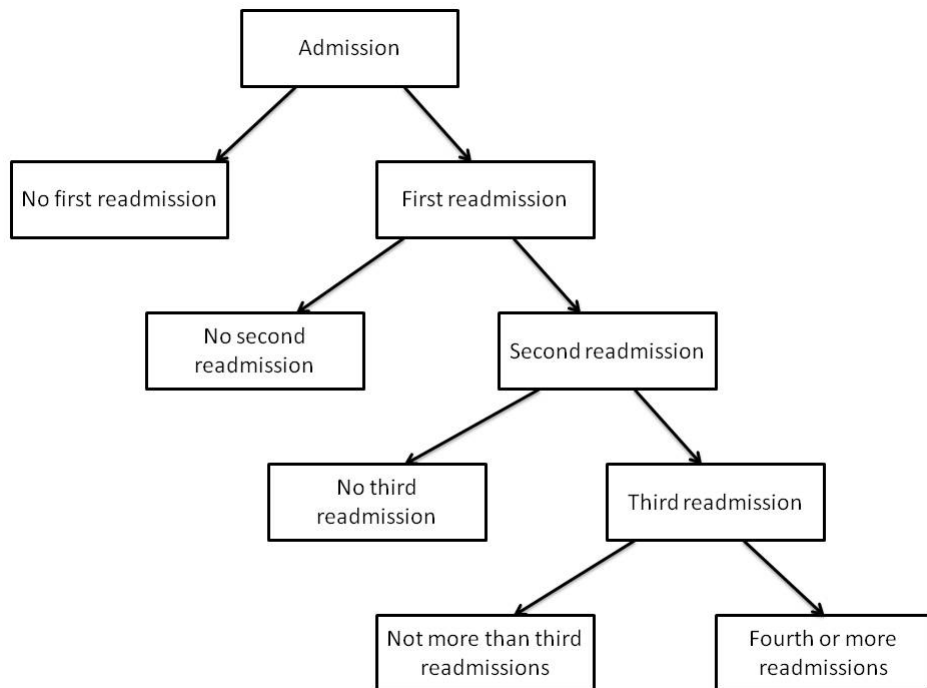 Admission
No first readmission
First readmission
No second
readmission
Second readmission
No third
readmission
Third readmission
Not more than third
readmissions
Fourth or more
readmissions